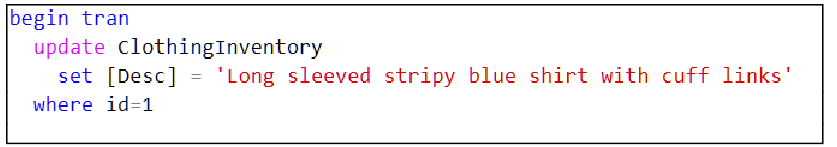 begin tran
update ClothingInventory
set [Desc] = 'Long sleeved stripy blue shirt with cuff links'
where id=1